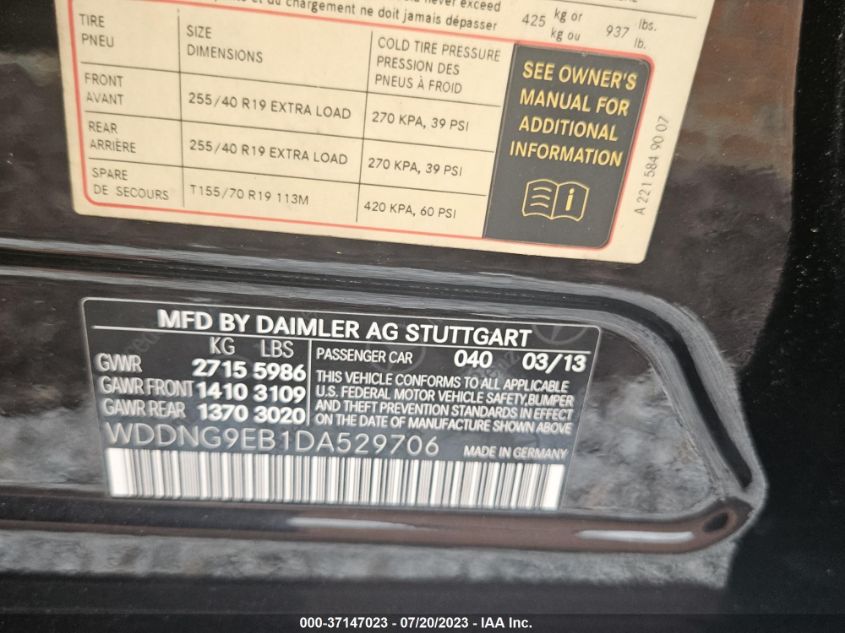 du chargement ne doit jamais dépasser
never exceed
425 kg or 937 lbs.
kg ou lb.
TIRE SIZE COLD TIRE PRESSURE
PNEU DIMENSIONS PRESSION DES
PNEUS À FROID
FRONT
AVANT 255/40 R19 EXTRA LOAD 270 KPA, 39 PSI
REAR
ARRIÈRE 255/40 R19 EXTRA LOAD 270 KPA, 39 PSI
SPARE
DE SECOURS T155/70 R19 113M 420 KPA, 60 PSI
SEE OWNER'S
MANUAL FOR
ADDITIONAL
INFORMATION
A 221 584 90 07
MFD BY DAIMLER AG STUTTGART
KG LBS
GVWR 2715 5986
GAWR FRONT 1410 3109
GAWR REAR 1370 3020
PASSENGER CAR 040 03/13
THIS VEHICLE CONFORMS TO ALL APPLICABLE
U.S. FEDERAL MOTOR VEHICLE SAFETY, BUMPER
AND THEFT PREVENTION STANDARDS IN EFFECT
ON THE DATE OF MANUFACTURE SHOWN ABOVE.
WDDNG9EB1DA529706
MADE IN GERMANY
000-37147023 - 07/20/2023 - IAA Inc.